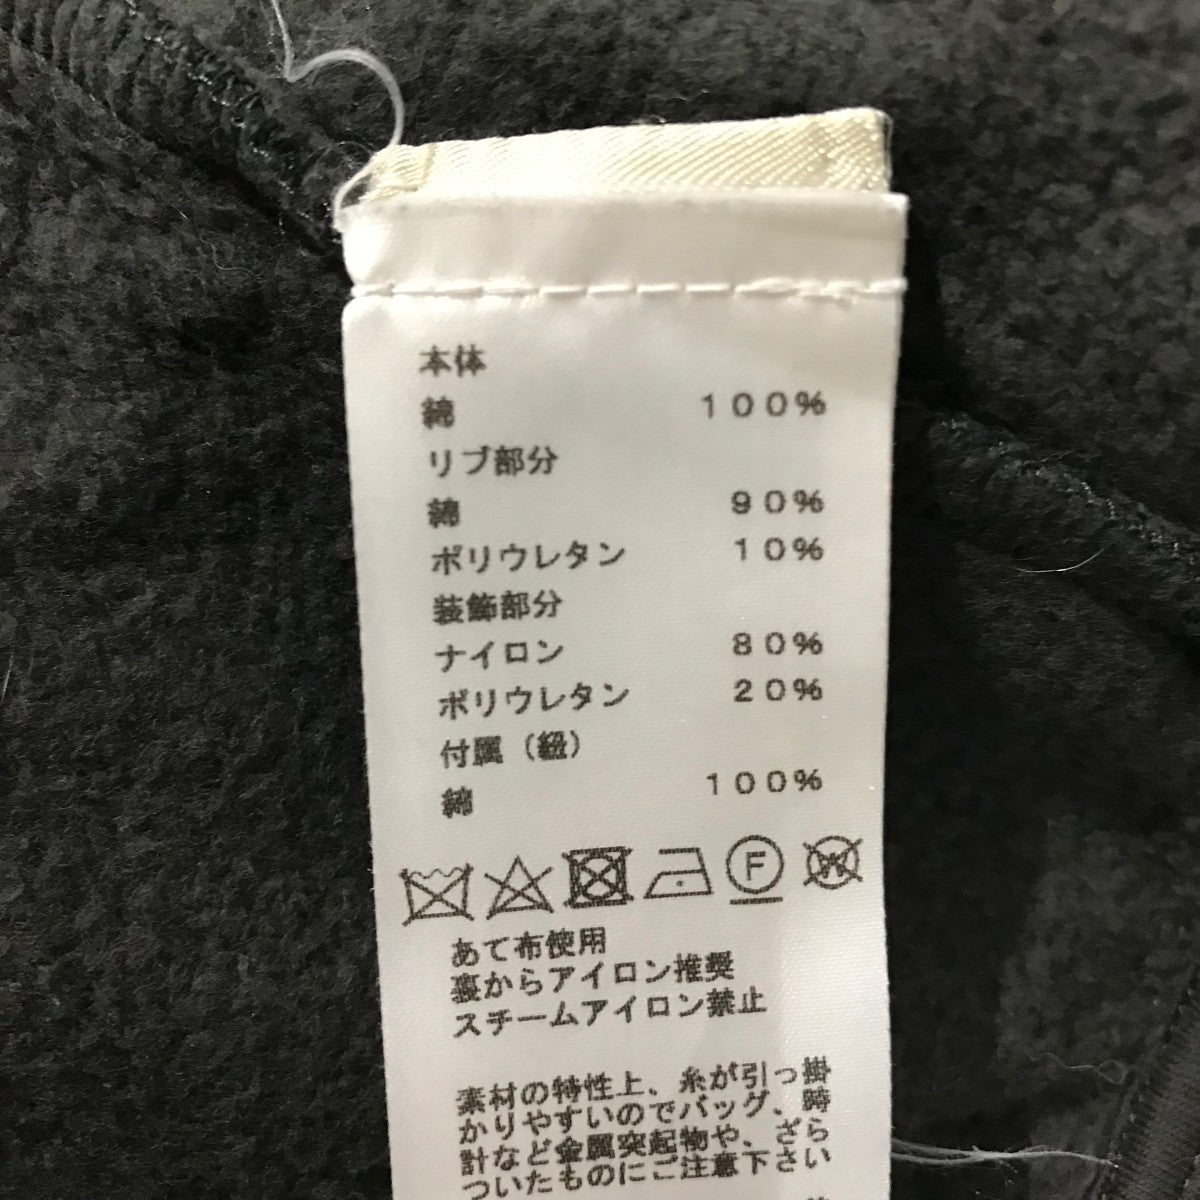 本体
綿 100%
リブ部分
綿 90%
ポリウレタン 10%
装飾部分
ナイロン 80%
ポリウレタン 20%
付属（紐）
綿 100%
F W
あて布使用
裏からアイロン推奨
スチームアイロン禁止
素材の特性上、糸が引っ掛
かりやすいのでバッグ、時
計など金属突起物や、ざら
ついたものにご注意下さい